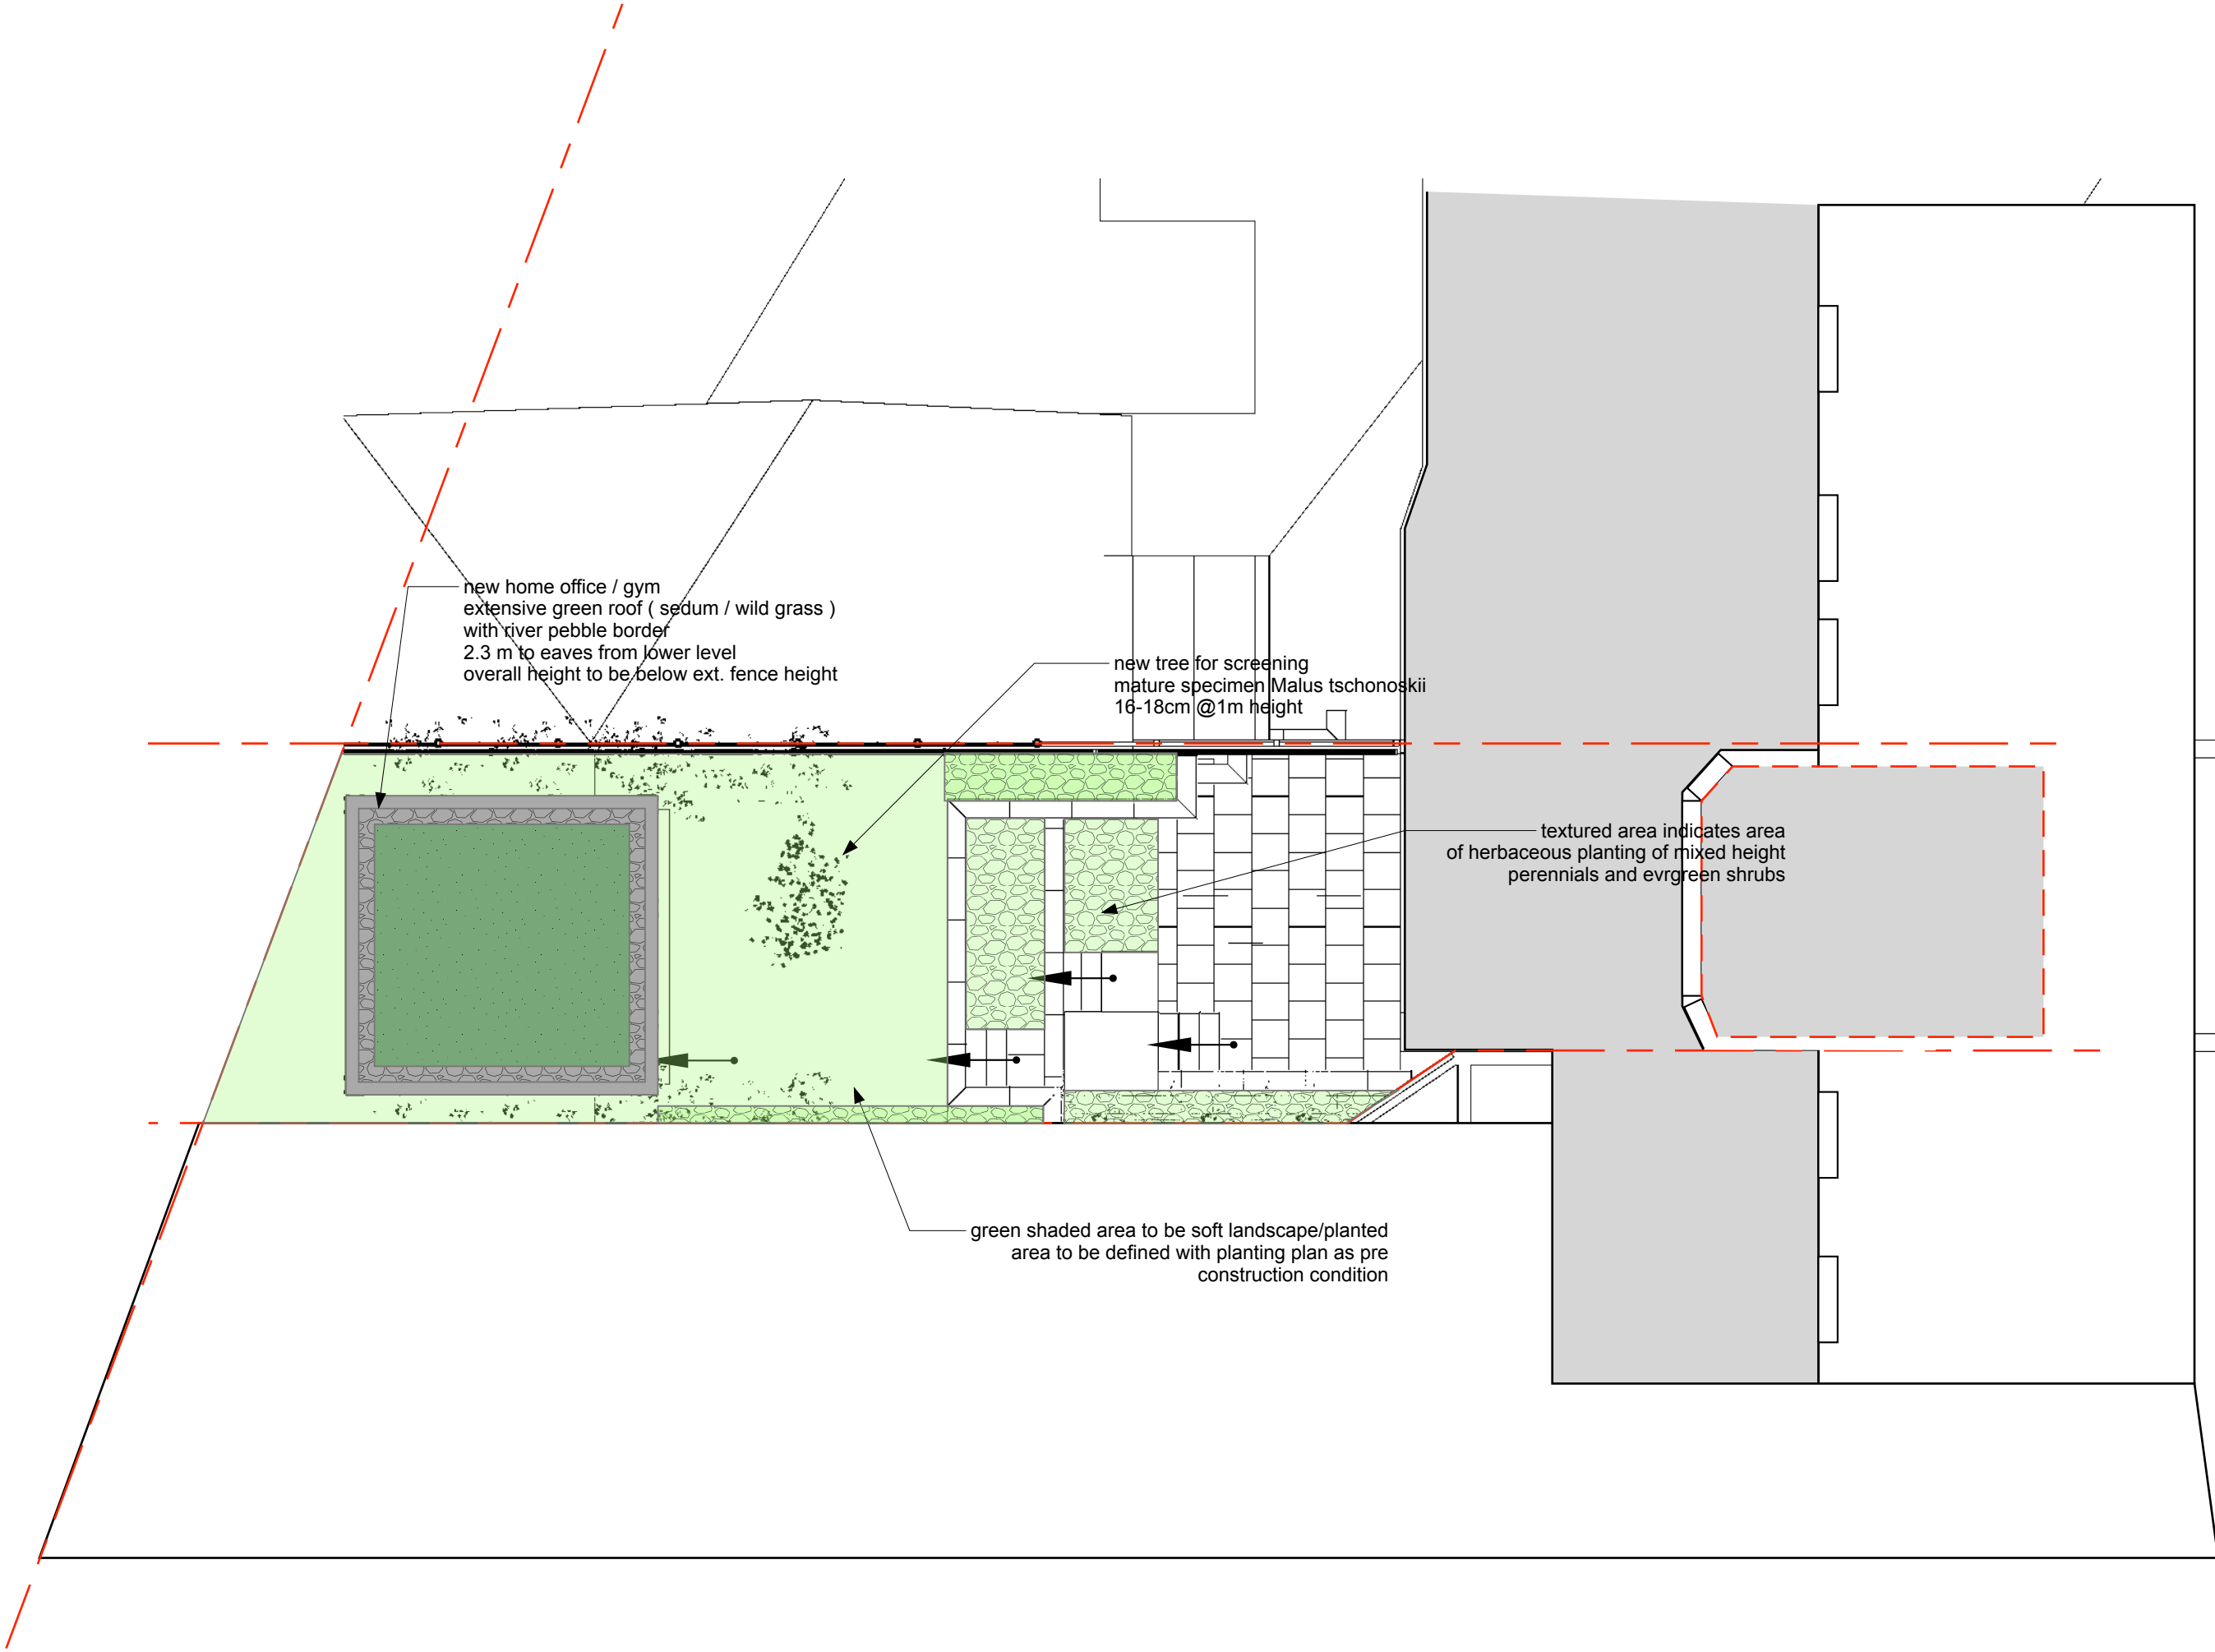 new home office / gym
extensive green roof ( sedum / wild grass )
with river pebble border
2.3 m to eaves from lower level
overall height to be below ext. fence height
new tree for screening
mature specimen Malus tschonoskii
16-18cm @1m height
textured area indicates area
of herbaceous planting of mixed height
perennials and evrgreen shrubs
green shaded area to be soft landscape/planted
area to be defined with planting plan as pre
construction condition